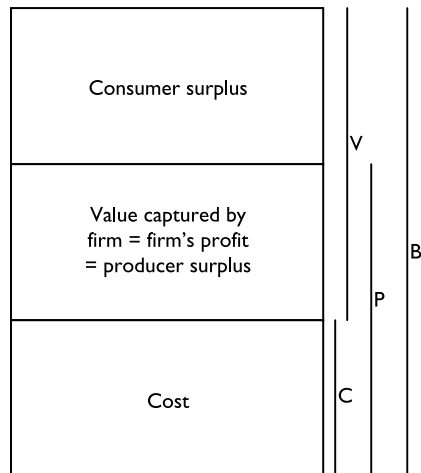 Consumer surplus
V
Value captured by
firm = firm's profit
= producer surplus
B
P
Cost
C